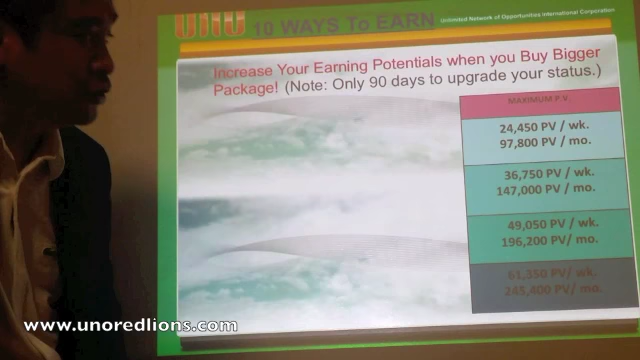 UNO 10 WAYS To EARN
Unlimited Network of Opportunities International Corporation
Increase Your Earning Potentials when you Buy Bigger
Package! (Note: Only 90 days to upgrade your status.)
MAXIMUM P.V.
24,450 PV / wk.
97,800 PV / mo.
36,750 PV / wk.
147,000 PV / mo.
49,050 PV / wk.
196,200 PV/ mo.
61,350 PV / wk.
245,400 PV / mo.
www.unoredlions.com